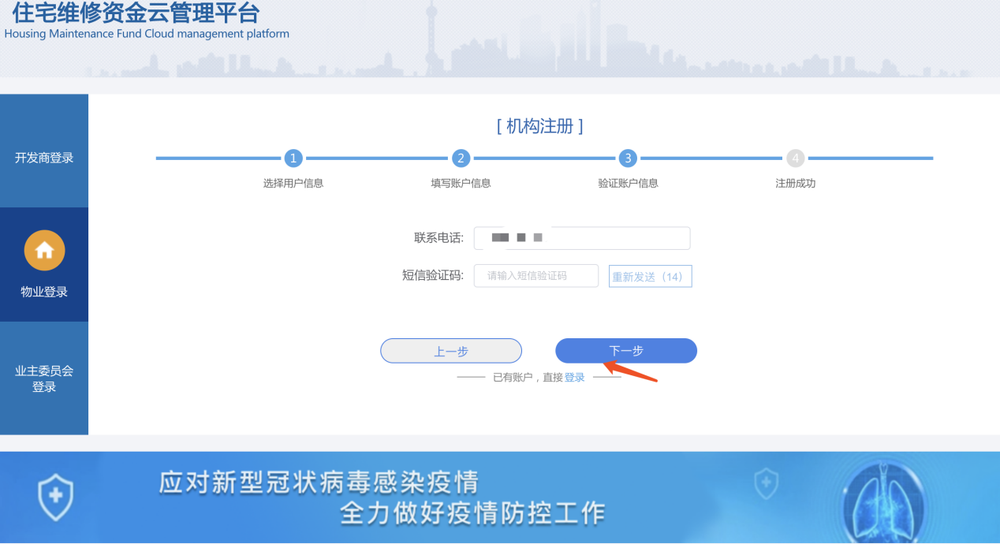 住宅维修资金云管理平台
Housing Maintenance Fund Cloud management platform
开发商登录
物业登录
业主委员会
登录
[ 机构注册 ]
1 2 3 4
选择用户信息 填写账户信息 验证账户信息 注册成功
联系电话:
短信验证码: 请输入短信验证码 重新发送（14）
上一步 下一步
已有账户，直接登录
应对新型冠状病毒感染疫情
全力做好疫情防控工作